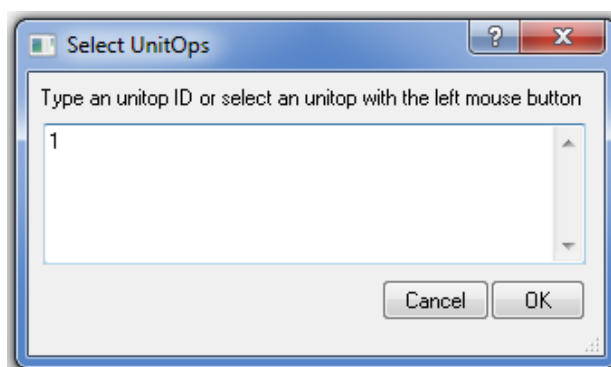 Select UnitOps
?
X
Type an unitop ID or select an unitop with the left mouse button
1
Cancel
OK